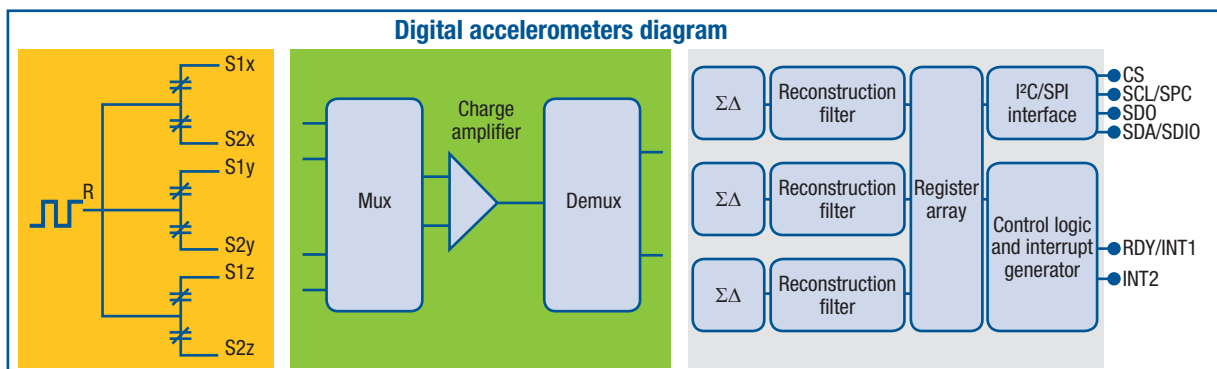 Digital accelerometers diagram
S1x
S2x
S1y
R
S2y
S1z
S2z
Mux
Charge
amplifier
Demux
ΣΔ
Reconstruction
filter
ΣΔ
Reconstruction
filter
ΣΔ
Reconstruction
filter
Register
array
I²C/SPI
interface
Control logic
and interrupt
generator
CS
SCL/SPC
SDO
SDA/SDIO
RDY/INT1
INT2